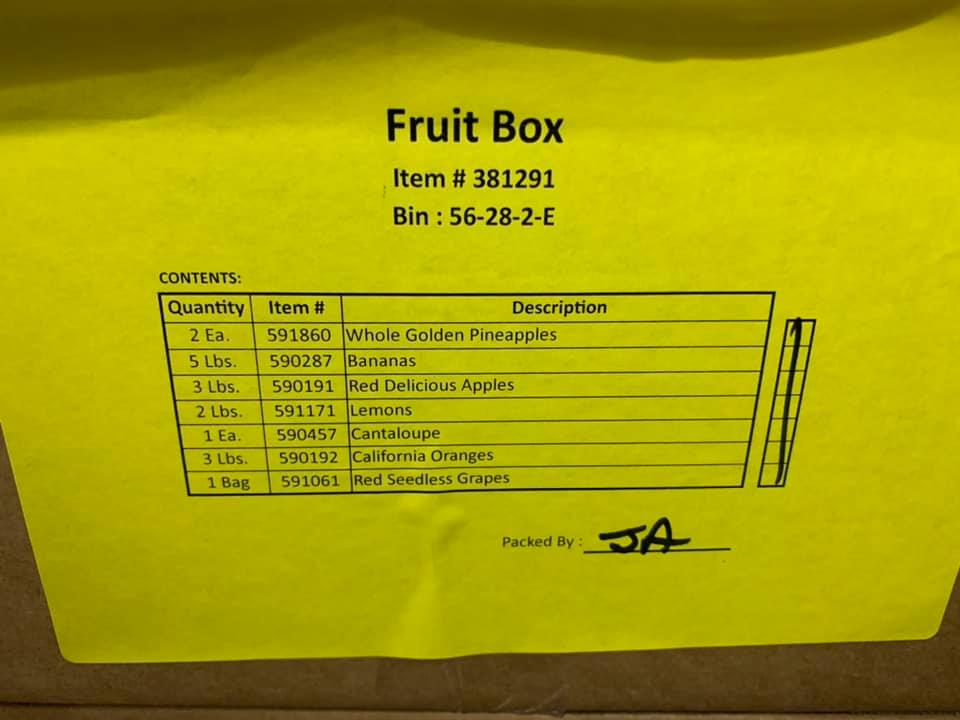 Fruit Box
Item # 381291
Bin : 56-28-2-E
CONTENTS:
Quantity Item # Description
2 Ea. 591860 Whole Golden Pineapples
5 Lbs. 590287 Bananas
3 Lbs. 590191 Red Delicious Apples
2 Lbs. 591171 Lemons
1 Ea. 590457 Cantaloupe
3 Lbs. 590192 California Oranges
1 Bag 591061 Red Seedless Grapes
Packed By : JA